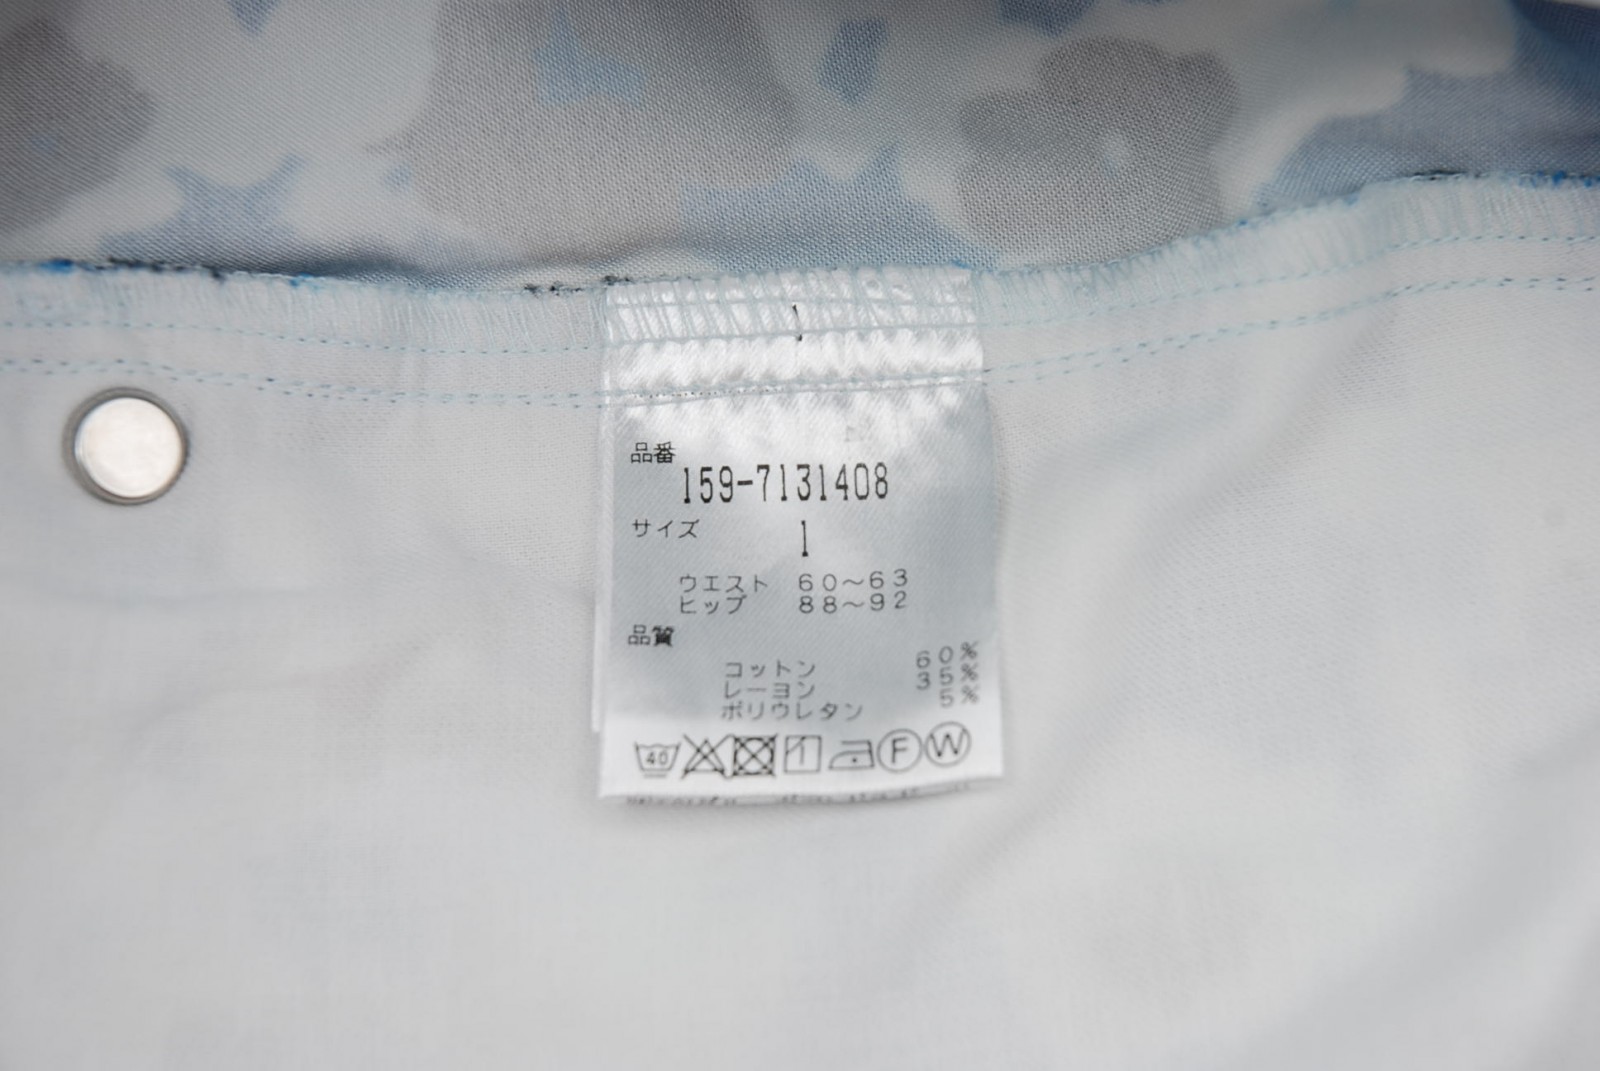 品番
159-7131408
サイズ 1
ウエスト 60～63
ヒップ 88～92
品質
コットン 60%
レーヨン 35%
ポリウレタン 5%
40 F W